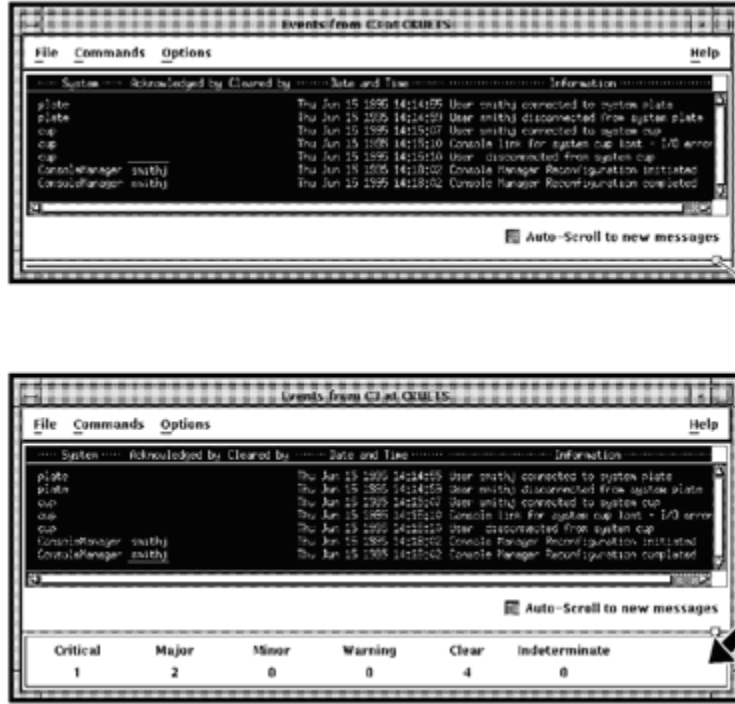 Events from C3 at CRUETS
File Commands Options Help
System Acknowledged by Cleared by Date and Time Information
plate Thu Jun 15 1995 14:14:55 User smithj connected to system plate
plate Thu Jun 15 1995 14:14:59 User smithj disconnected from system plate
cup Thu Jun 15 1995 14:15:07 User smithj connected to system cup
cup Thu Jun 15 1995 14:15:10 Console link for system cup lost - I/O error
cup Thu Jun 15 1995 14:15:10 User disconnected from system cup
ConsoleManager smithj Thu Jun 15 1995 14:18:02 Console Manager Reconfiguration initiated
ConsoleManager smithj Thu Jun 15 1995 14:18:02 Console Manager Reconfiguration completed
Auto-Scroll to new messages
Events from C3 at CRUETS
File Commands Options Help
System Acknowledged by Cleared by Date and Time Information
plate Thu Jun 15 1995 14:14:55 User smithj connected to system plate
plate Thu Jun 15 1995 User smithj disconnected from system plate
cup Thu Jun 15 1995 User smithj connected to system cup
cup Thu Jun 15 1995 Console link for system cup lost - I/O error
cup Thu Jun 15 1995 User disconnected from system cup
ConsoleManager smithj Thu Jun 15 1995 14:18:02 Console Manager Reconfiguration initiated
ConsoleManager smithj Thu Jun 15 1995 14:18:02 Console Manager Reconfiguration completed
Auto-Scroll to new messages
Critical Major Minor Warning Clear Indeterminate
1 2 0 0 4 0